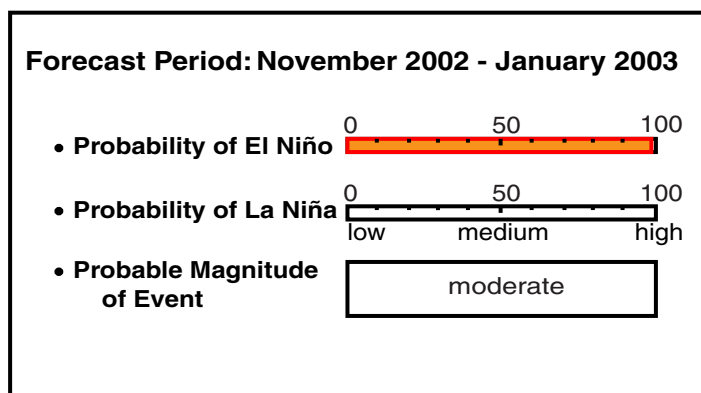 Forecast Period: November 2002 - January 2003
0 50 100
• Probability of El Niño
0 50 100
• Probability of La Niña
low medium high
• Probable Magnitude
of Event
moderate